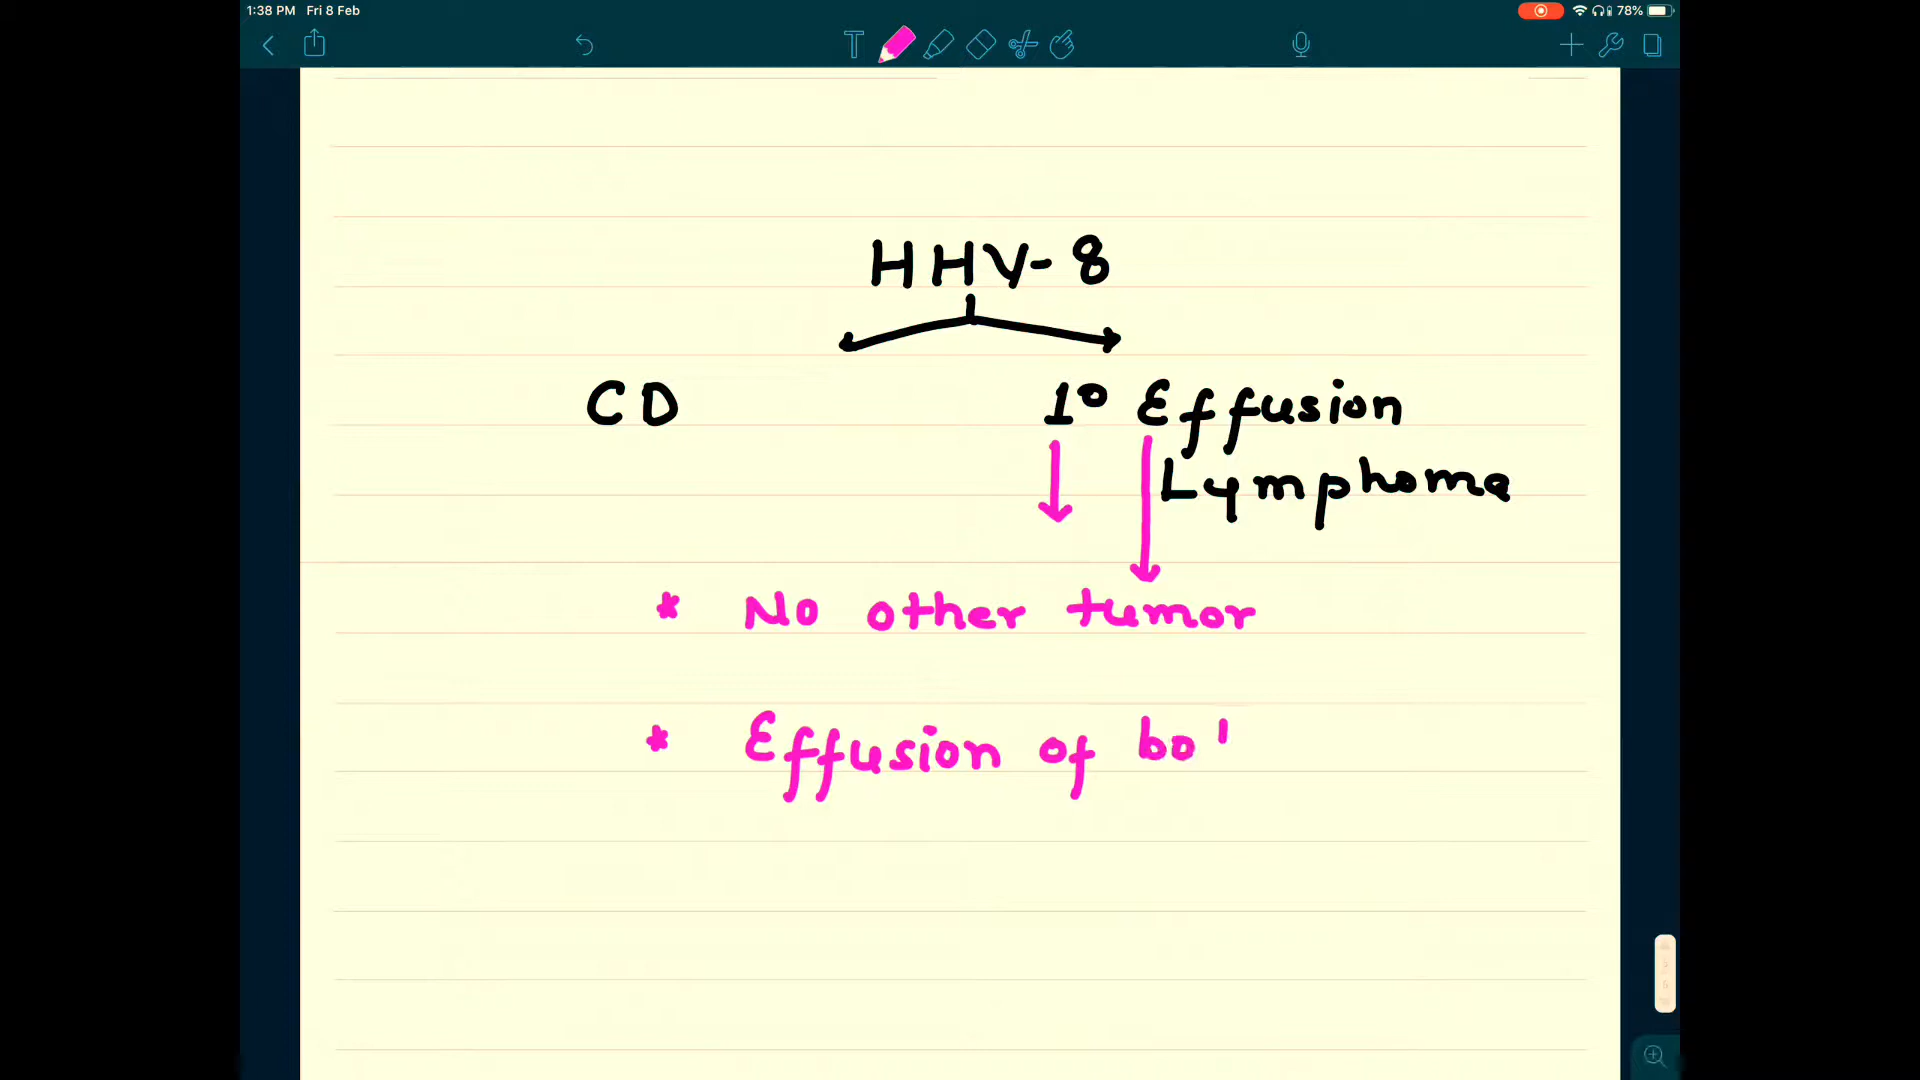 1:38 PM Fri 8 Feb
78%
T
HHV-8
CD
1° Effusion
Lymphoma
* No other tumor
* Effusion of bo